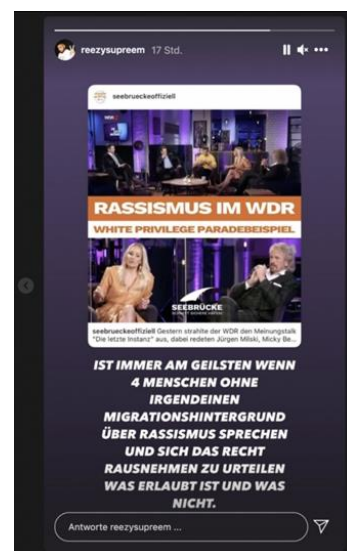 reezysupreem 17 Std.
seebrueckeoffiziell
RASSISMUS IM WDR
WHITE PRIVILEGE PARADEBEISPIEL
SEEBRÜCKE
seebrueckeoffiziell Gestern strahlte der WDR den Meinungstalk
"Die letzte Instanz" aus, dabei redeten Jürgen Milski, Micky Be...
IST IMMER AM GEILSTEN WENN
4 MENSCHEN OHNE
IRGENDEINEN
MIGRATIONSHINTERGRUND
ÜBER RASSISMUS SPRECHEN
UND SICH DAS RECHT
RAUSNEHMEN ZU URTEILEN
WAS ERLAUBT IST UND WAS
NICHT.
Antworte reezysupreem ...